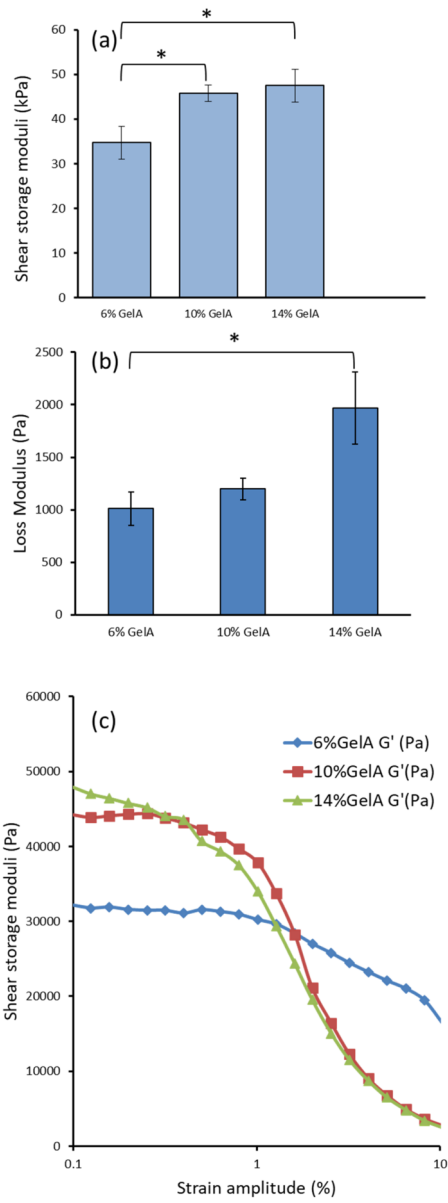 (a)
*
*
Shear storage moduli (kPa)
60
50
40
30
20
10
0
6% GelA
10% GelA
14% GelA
(b)
*
Loss Modulus (Pa)
2500
2000
1500
1000
500
0
6% GelA
10% GelA
14% GelA
(c)
Shear storage moduli (Pa)
60000
50000
40000
30000
20000
10000
0
6%GelA G' (Pa)
10%GelA G'(Pa)
14%GelA G'(Pa)
0.1
1
10
Strain amplitude (%)